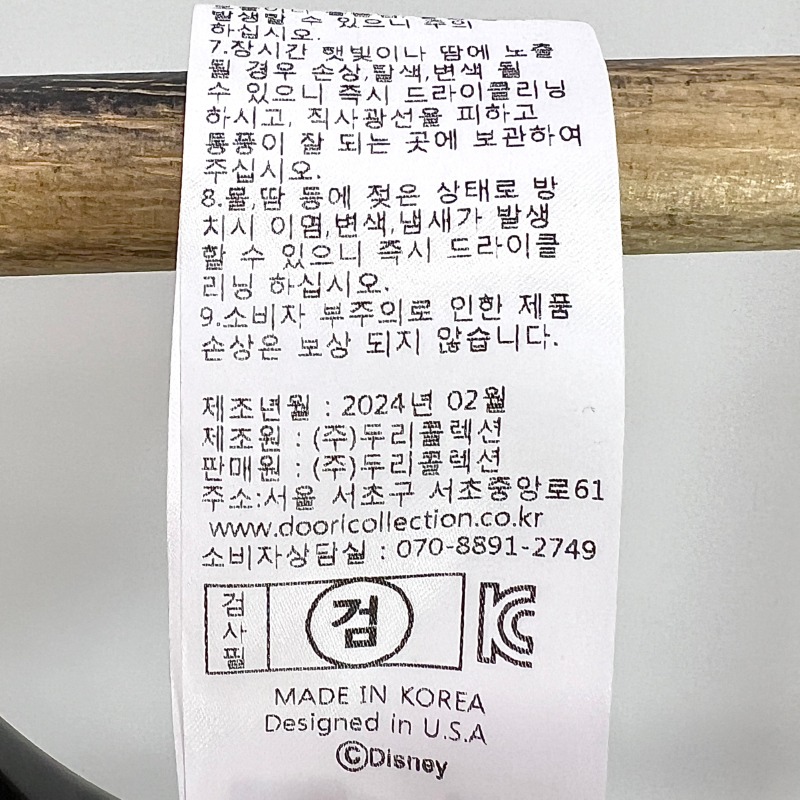 발생할 수 있으니 주의
하십시오.
7.장시간 햇빛이나 땀에 노출
될 경우 손상,탈색,변색 될
수 있으니 즉시 드라이클리닝
하시고, 직사광선을 피하고
통풍이 잘 되는 곳에 보관하여
주십시오.
8.물,땀 등에 젖은 상태로 방
치시 이염,변색,냄새가 발생
할 수 있으니 즉시 드라이클
리닝 하십시오.
9.소비자 부주의로 인한 제품
손상은 보상 되지 않습니다.
제조년월 : 2024년 02월
제조원 : (주)두리콜렉션
판매원 : (주)두리콜렉션
주소:서울 서초구 서초중앙로61
www.dooricollection.co.kr
소비자상담실 : 070-8891-2749
검사필
검
KC
MADE IN KOREA
Designed in U.S.A
©Disney